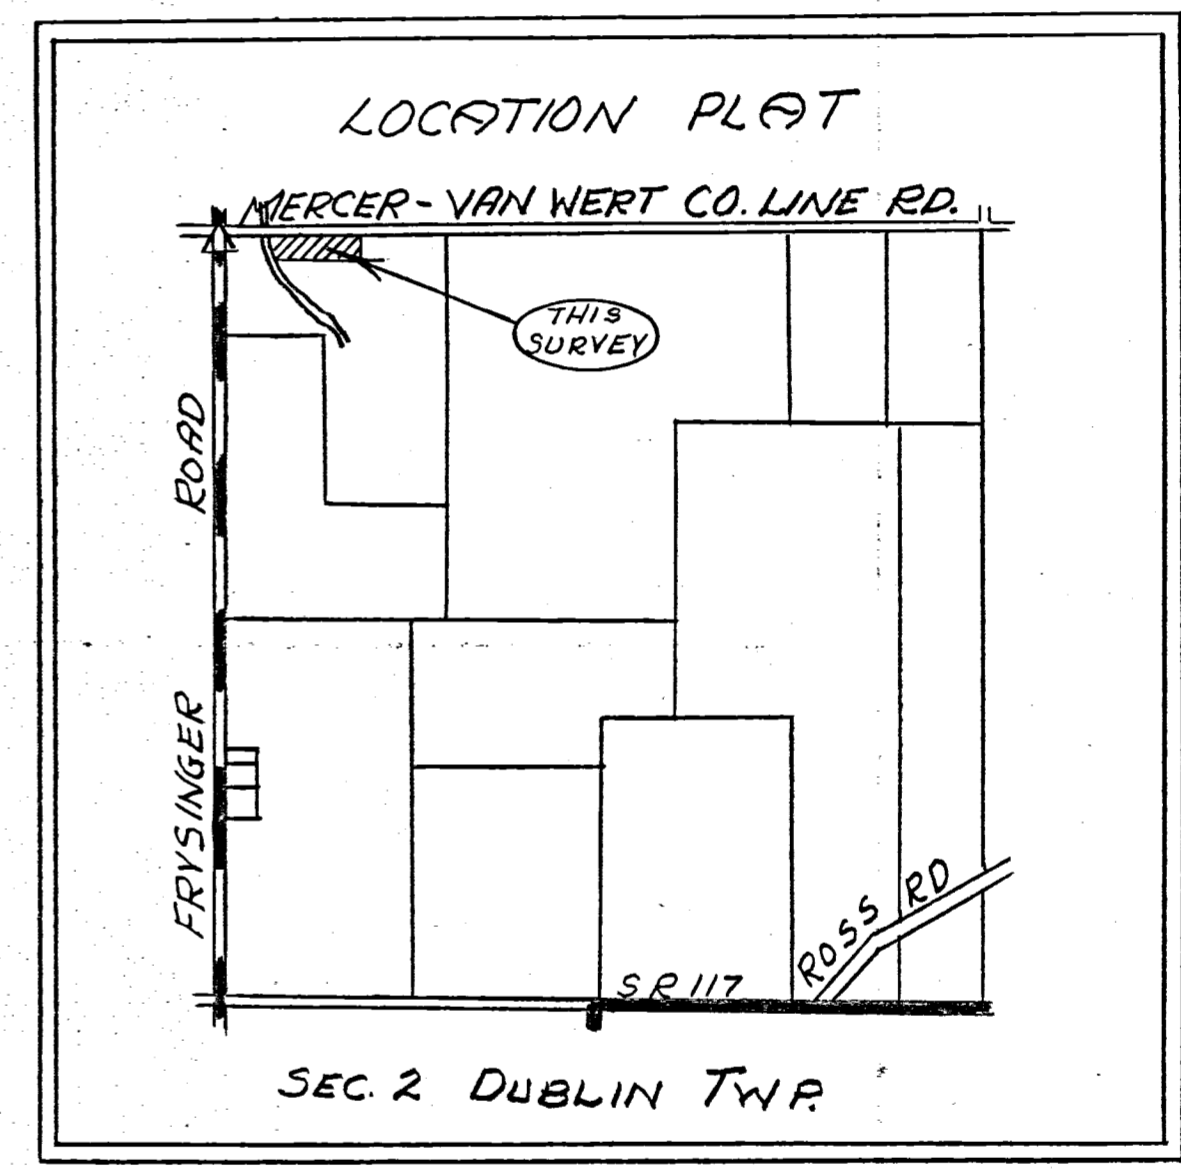 LOCATION PLAT
MERCER-VAN WERT CO. LINE RD.
THIS
SURVEY
ROAD
FRYSINGER
ROSS RD
SR 117
SEC. 2 DUBLIN TWP.